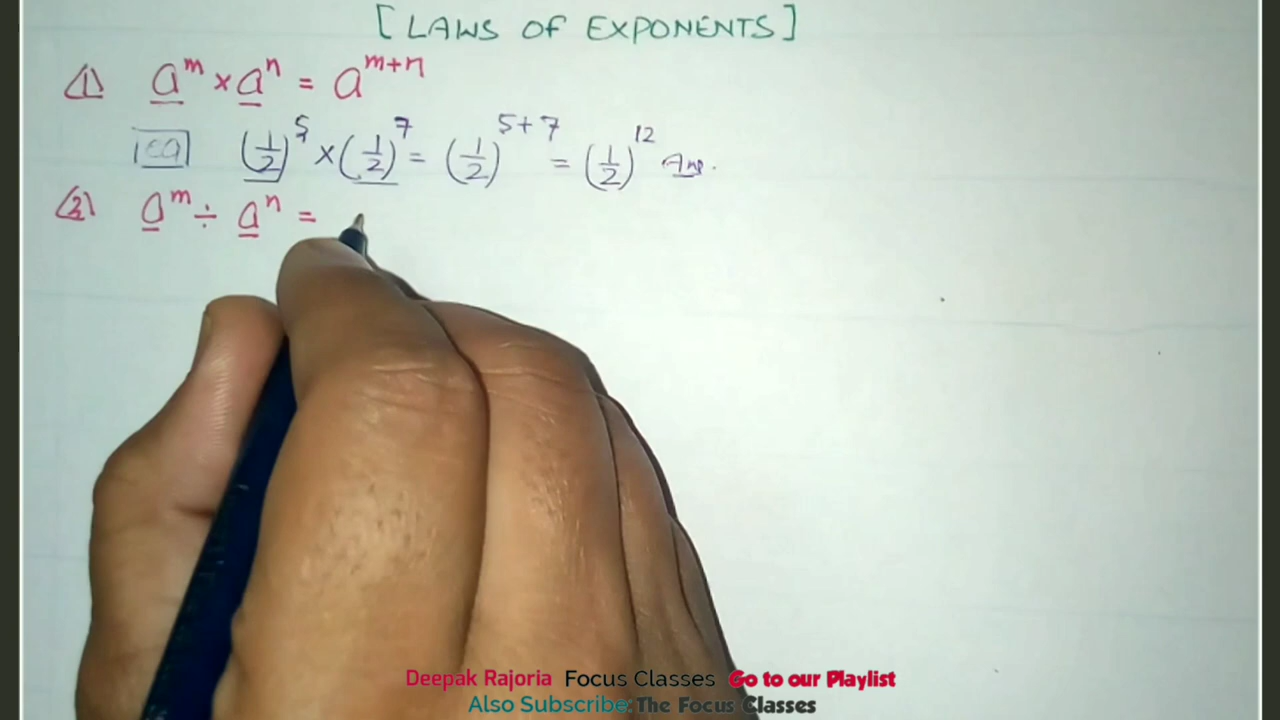 [LAWS OF EXPONENTS]
(1) a^m × a^n = a^(m+n)
eg (1/2)^5 × (1/2)^7 = (1/2)^(5+7) = (1/2)^12 Ans.
(2) a^m ÷ a^n =
Deepak Rajoria Focus Classes Go to our Playlist
Also Subscribe: The Focus Classes